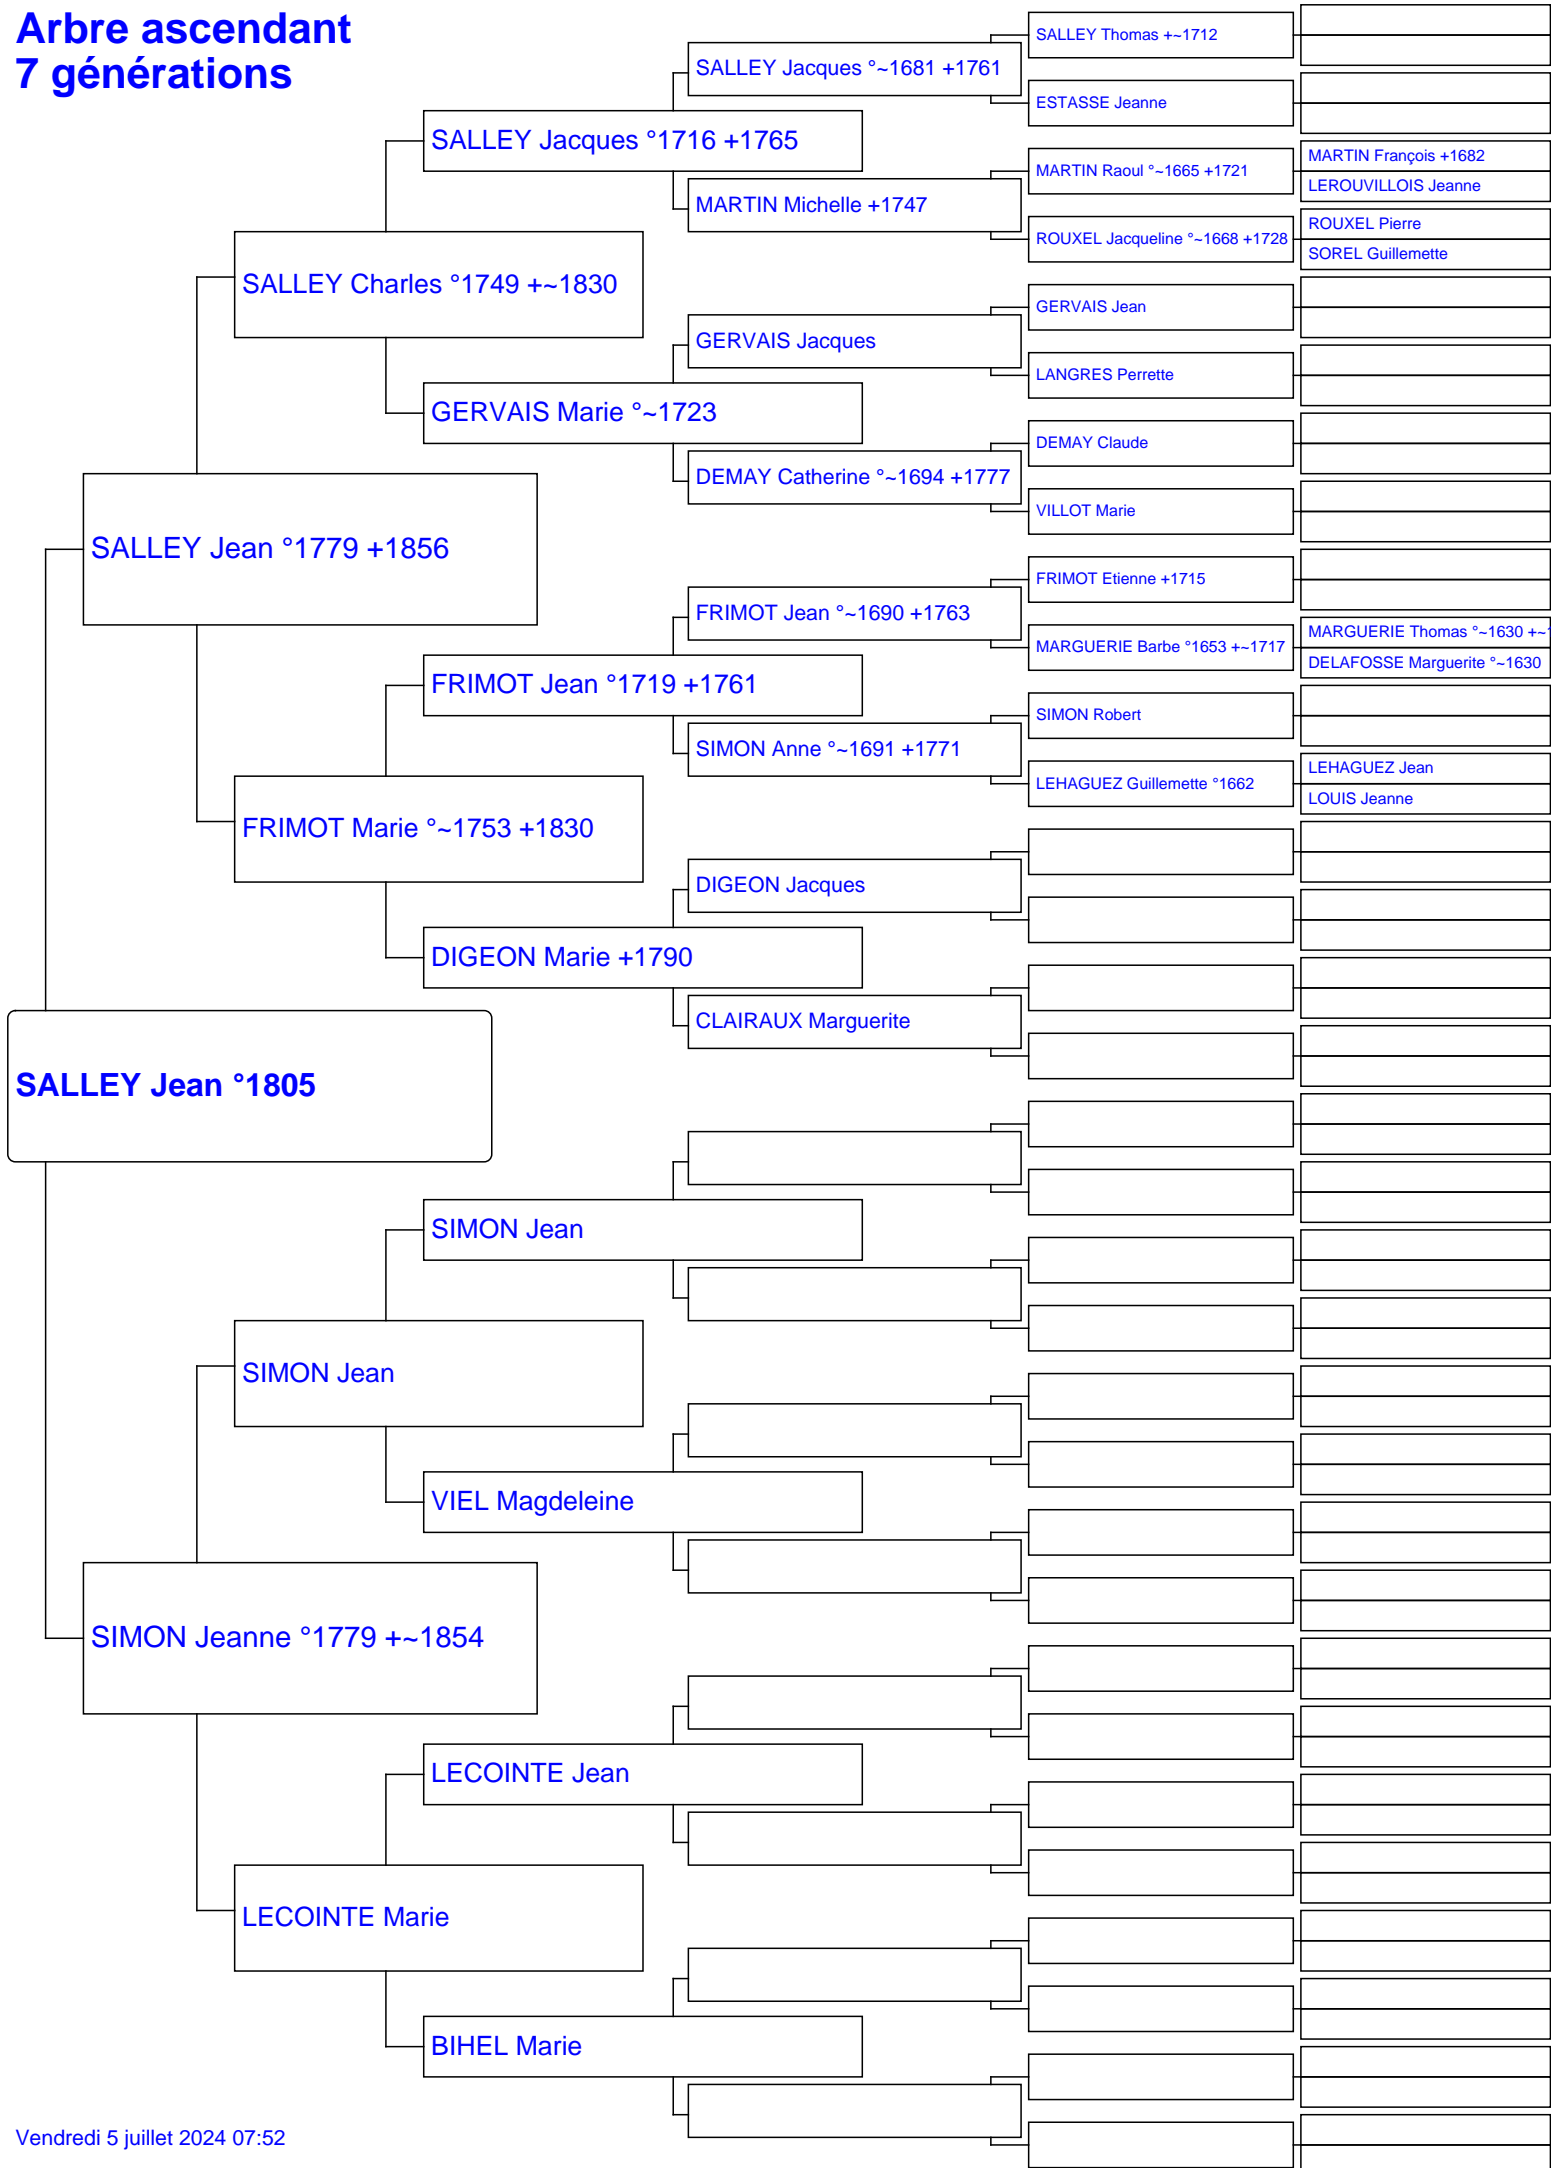 Arbre ascendant
7 générations
SALLEY Jean °1805
SALLEY Jean °1779 +1856
SIMON Jeanne °1779 +~1854
SALLEY Charles °1749 +~1830
FRIMOT Marie °~1753 +1830
SIMON Jean
LECOINTE Marie
SALLEY Jacques °1716 +1765
GERVAIS Marie °~1723
FRIMOT Jean °1719 +1761
DIGEON Marie +1790
SIMON Jean
VIEL Magdeleine
LECOINTE Jean
BIHEL Marie
SALLEY Jacques °~1681 +1761
MARTIN Michelle +1747
GERVAIS Jacques
DEMAY Catherine °~1694 +1777
FRIMOT Jean °~1690 +1763
SIMON Anne °~1691 +1771
DIGEON Jacques
CLAIRAUX Marguerite
SALLEY Thomas +~1712
ESTASSE Jeanne
MARTIN Raoul °~1665 +1721
ROUXEL Jacqueline °~1668 +1728
GERVAIS Jean
LANGRES Perrette
DEMAY Claude
VILLOT Marie
FRIMOT Etienne +1715
MARGUERIE Barbe °1653 +~1717
SIMON Robert
LEHAGUEZ Guillemette °1662
MARTIN François +1682
LEROUVILLOIS Jeanne
ROUXEL Pierre
SOREL Guillemette
MARGUERIE Thomas °~1630
DELAFOSSE Marguerite °~1630
LEHAGUEZ Jean
LOUIS Jeanne
Vendredi 5 juillet 2024 07:52